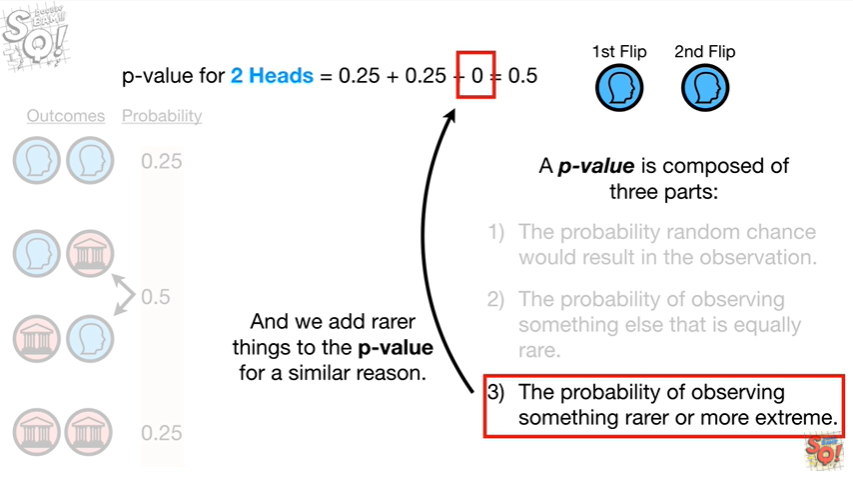 SQ!
1st Flip 2nd Flip
p-value for 2 Heads = 0.25 + 0.25 + 0 = 0.5
Outcomes Probability
0.25
0.5
0.25
A p-value is composed of
three parts:
1) The probability random chance
would result in the observation.
2) The probability of observing
something else that is equally
rare.
3) The probability of observing
something rarer or more extreme.
And we add rarer
things to the p-value
for a similar reason.
SQ!